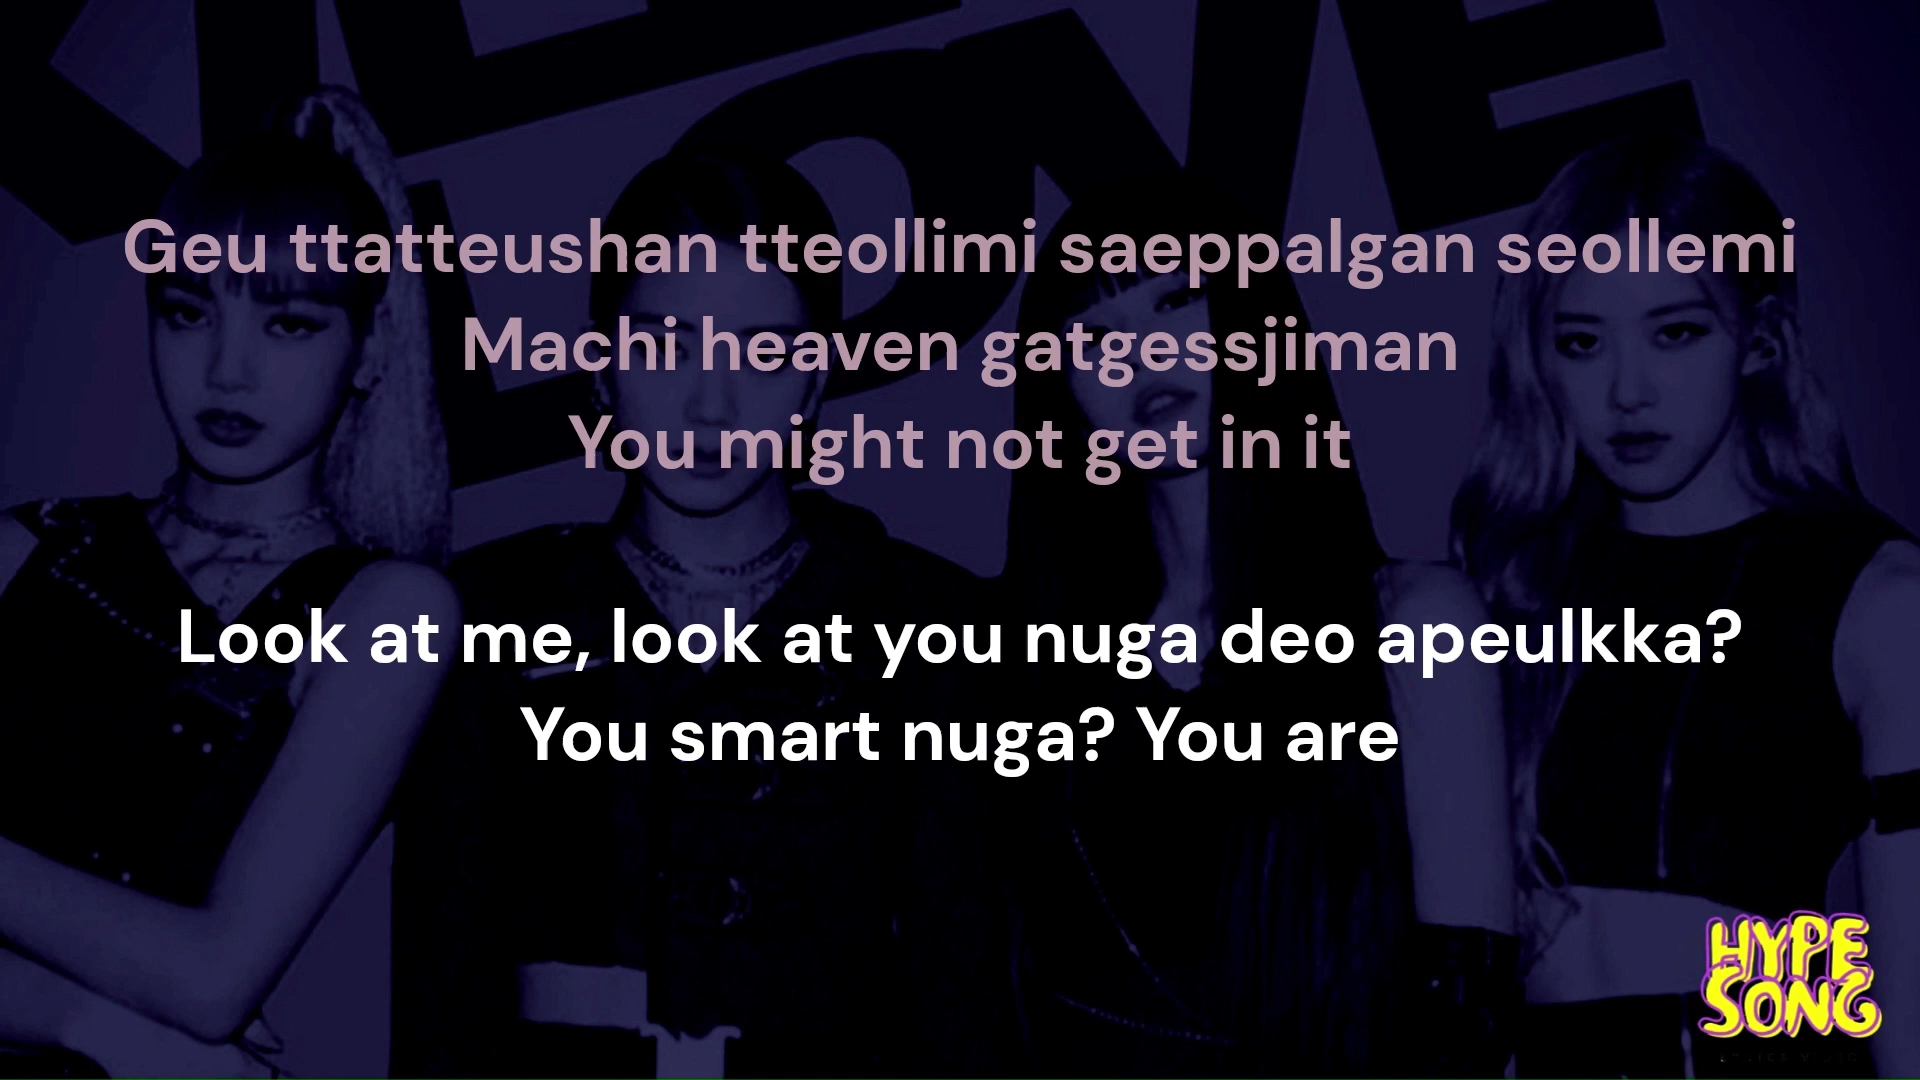 Geu ttatteushan tteollimi saeppalgan seollemi
Machi heaven gatgessjiman
You might not get in it
Look at me, look at you nuga deo apeulkka?
You smart nuga? You are
HYPE
SONG